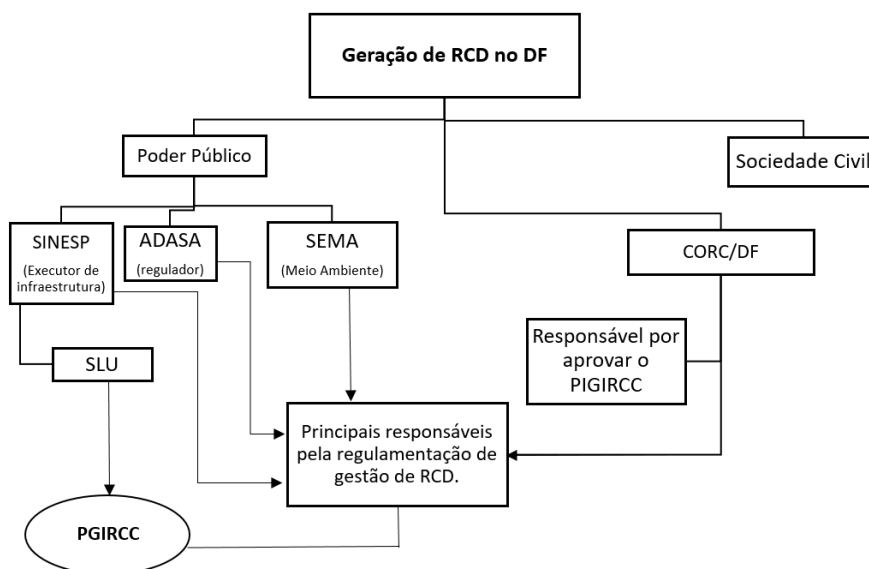 Geração de RCD no DF
Poder Público
Sociedade Civil
SINESP
(Executor de
infraestrutura)
ADASA
(regulador)
SEMA
(Meio Ambiente)
CORC/DF
SLU
Responsável por
aprovar o
PIGIRCC
Principais responsáveis
pela regulamentação de
gestão de RCD.
PGIRCC